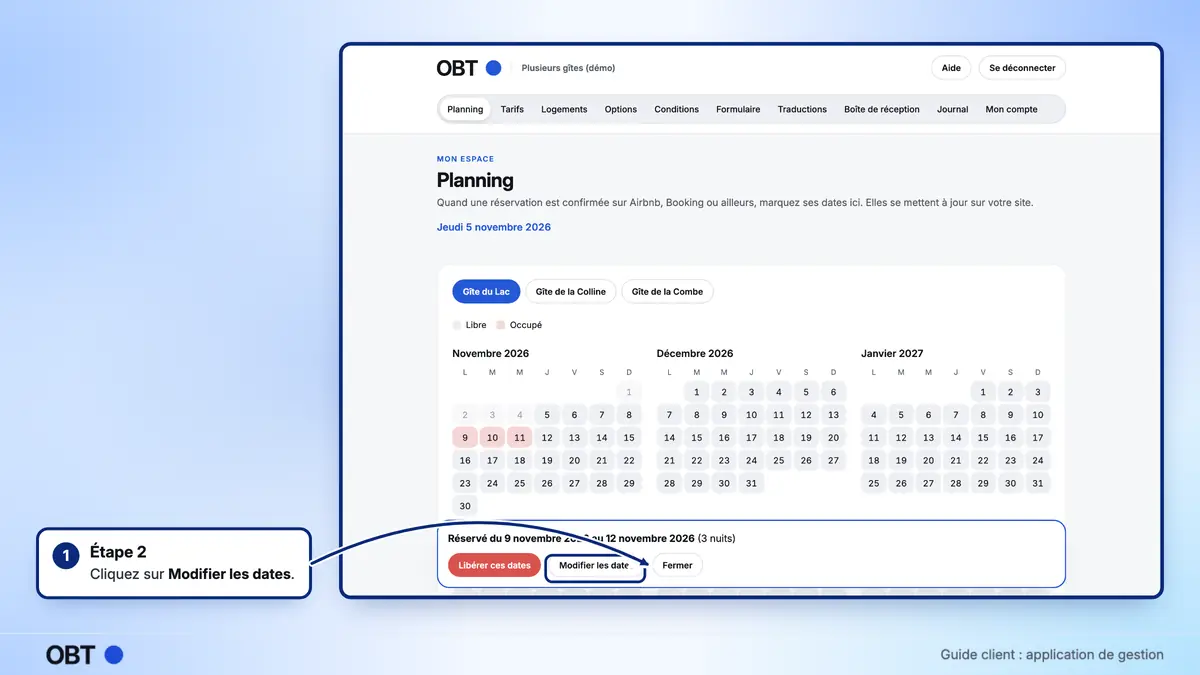 OBT
Plusieurs gîtes (démo)
Aide
Se déconnecter
Planning Tarifs Logements Options Conditions Formulaire Traductions Boîte de réception Journal Mon compte
MON ESPACE
Planning
Quand une réservation est confirmée sur Airbnb, Booking ou ailleurs, marquez ses dates ici. Elles se mettent à jour sur votre site.
Jeudi 5 novembre 2026
Gîte du Lac Gîte de la Colline Gîte de la Combe
Libre Occupé
Novembre 2026
L M M J V S D
1
2 3 4 5 6 7 8
9 10 11 12 13 14 15
16 17 18 19 20 21 22
23 24 25 26 27 28 29
30
Décembre 2026
L M M J V S D
1 2 3 4 5 6
7 8 9 10 11 12 13
14 15 16 17 18 19 20
21 22 23 24 25 26 27
28 29 30 31
Janvier 2027
L M M J V S D
1 2 3
4 5 6 7 8 9 10
11 12 13 14 15 16 17
18 19 20 21 22 23 24
25 26 27 28 29 30 31
Réservé du 9 novembre 2026 au 12 novembre 2026 (3 nuits)
Libérer ces dates Modifier les date Fermer
1
Étape 2
Cliquez sur Modifier les dates.
OBT
Guide client : application de gestion